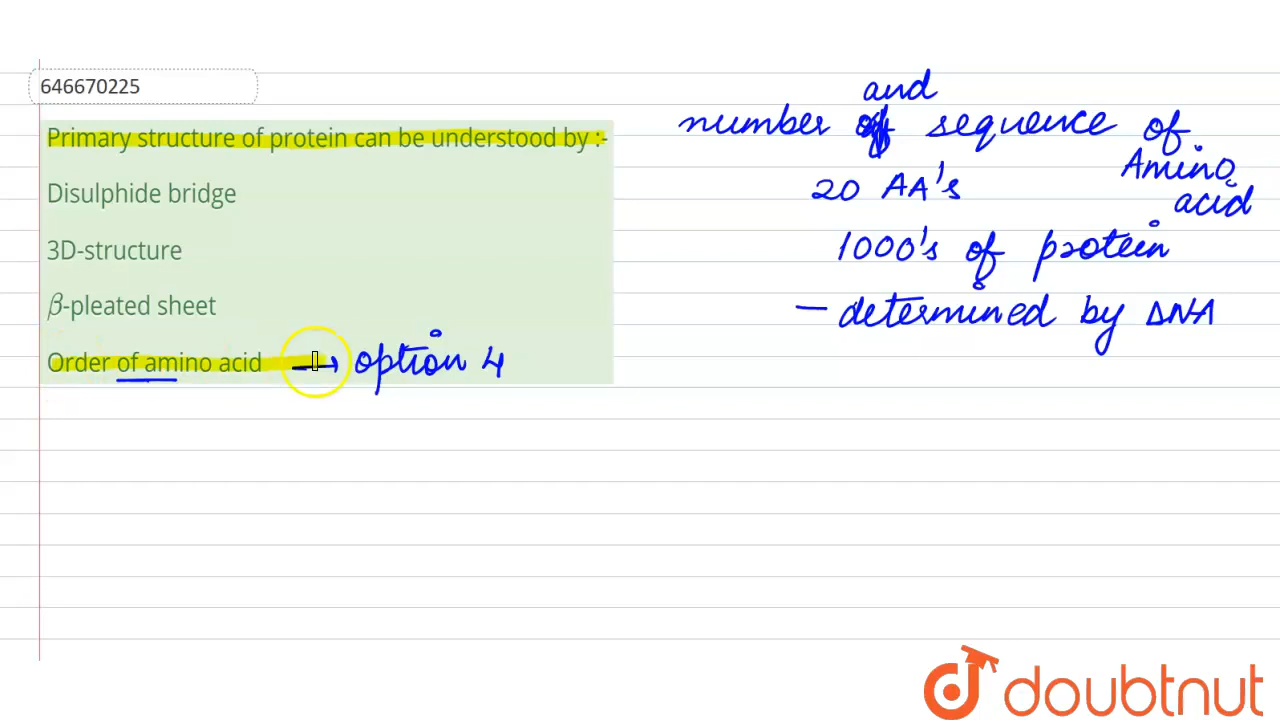 646670225
Primary structure of protein can be understood by :-
Disulphide bridge
3D-structure
β-pleated sheet
Order of amino acid → option 4
and
number of sequence of
Amino
acid
20 AA's
1000's of protein
- determined by DNA
doubtnut